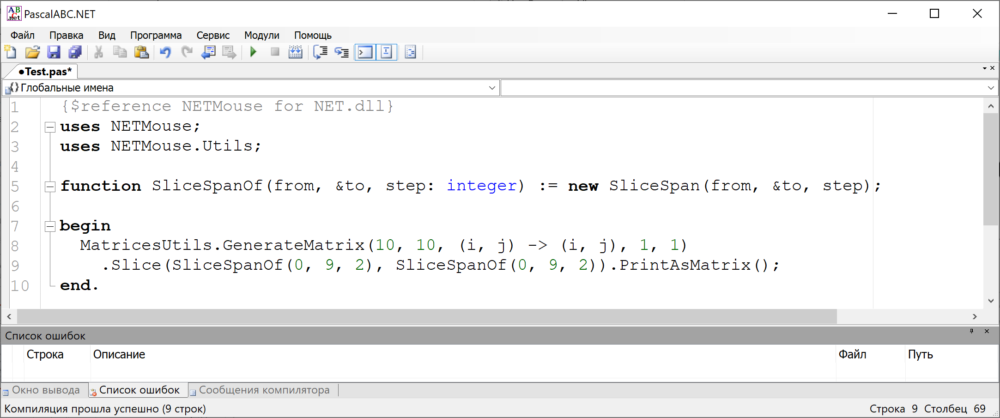 PascalABC.NET
Файл Правка Вид Программа Сервис Модули Помощь
●Test.pas*
Глобальные имена
1 {$reference NETMouse for NET.dll}
2 uses NETMouse;
3 uses NETMouse.Utils;
4
5 function SliceSpanOf(from, &to, step: integer) := new SliceSpan(from, &to, step);
6
7 begin
8 MatricesUtils.GenerateMatrix(10, 10, (i, j) -> (i, j), 1, 1)
9 .Slice(SliceSpanOf(0, 9, 2), SliceSpanOf(0, 9, 2)).PrintAsMatrix();
10 end.
Список ошибок
Строка Описание Файл Путь
Окно вывода Список ошибок Сообщения компилятора
Компиляция прошла успешно (9 строк) Строка 9 Столбец 69